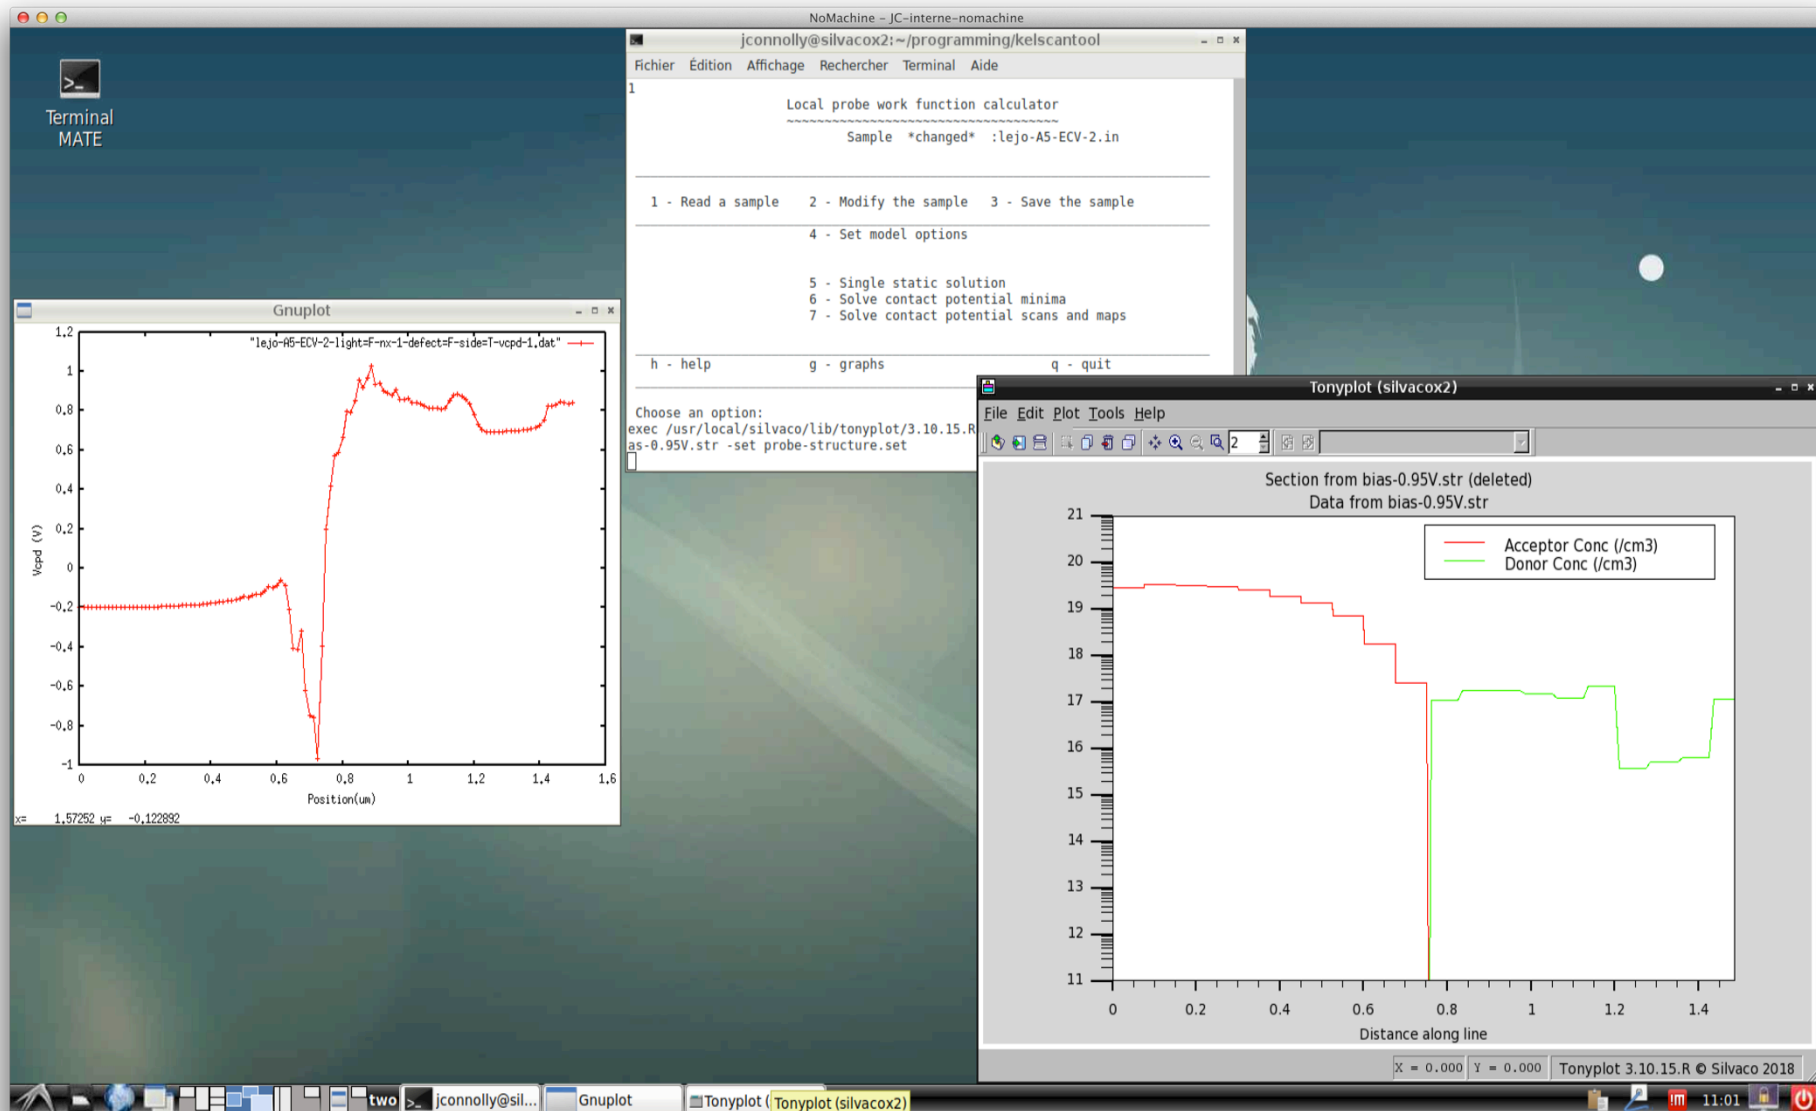 NoMachine - JC-interne-nomachine
Terminal
MATE
jconnolly@silvacox2:~/programming/kelscantool
Fichier Édition Affichage Rechercher Terminal Aide
1
Local probe work function calculator
~~~~~~~~~~~~~~~~~~~~~~~~~~~~~~~~~~~~
Sample *changed* :lejo-A5-ECV-2.in
1 - Read a sample 2 - Modify the sample 3 - Save the sample
4 - Set model options
5 - Single static solution
6 - Solve contact potential minima
7 - Solve contact potential scans and maps
h - help g - graphs q - quit
Choose an option:
exec /usr/local/silvaco/lib/tonyplot/3.10.15.R
as-0.95V.str -set probe-structure.set
Gnuplot
"lejo-A5-ECV-2-light=F-nx-1-defect=F-side=T-vcpd-1.dat"
1.2
1
0.8
0.6
0.4
0.2
0
-0.2
-0.4
-0.6
-0.8
-1
Vcpd (V)
0 0.2 0.4 0.6 0.8 1 1.2 1.4 1.6
Position(um)
x= 1.57252 y= -0.122892
Tonyplot (silvacox2)
File Edit Plot Tools Help
2
Section from bias-0.95V.str (deleted)
Data from bias-0.95V.str
Acceptor Conc (/cm3)
Donor Conc (/cm3)
21
20
19
18
17
16
15
14
13
12
11
0 0.2 0.4 0.6 0.8 1 1.2 1.4
Distance along line
X = 0.000 Y = 0.000 Tonyplot 3.10.15.R © Silvaco 2018
two jconnolly@sil... Gnuplot Tonyplot ( Tonyplot (silvacox2) !M 11:01